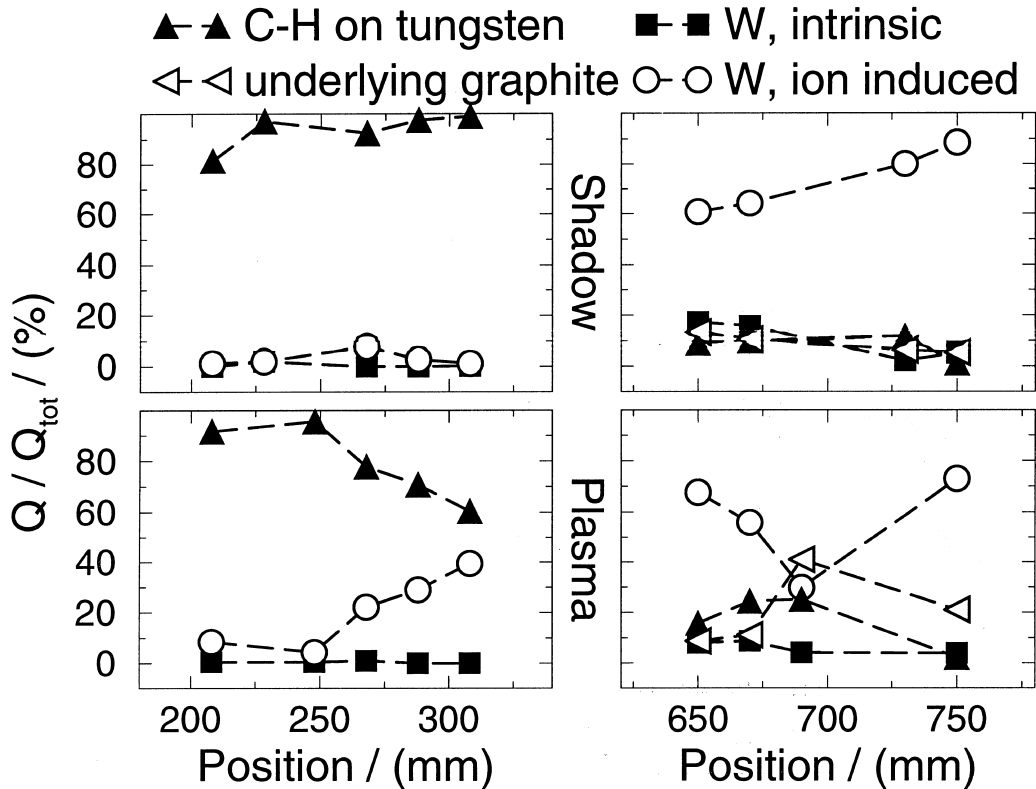 C-H on tungsten
W, intrinsic
underlying graphite
W, ion induced
80
60
40
20
0
Shadow
Q / Q_tot / (%)
80
60
40
20
0
Plasma
200 250 300
650 700 750
Position / (mm)
Position / (mm)